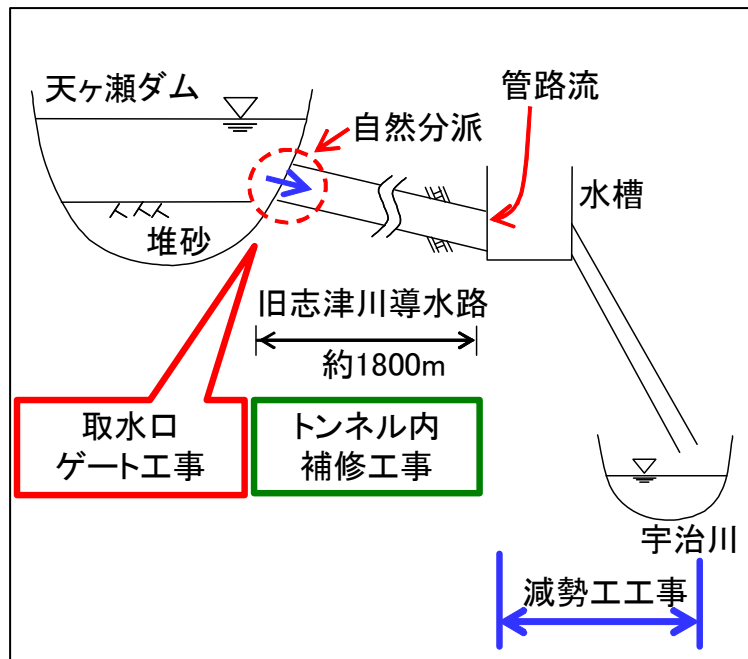 天ヶ瀬ダム
管路流
自然分派
水槽
堆砂
旧志津川導水路
約1800m
取水口
ゲート工事
トンネル内
補修工事
宇治川
減勢工工事